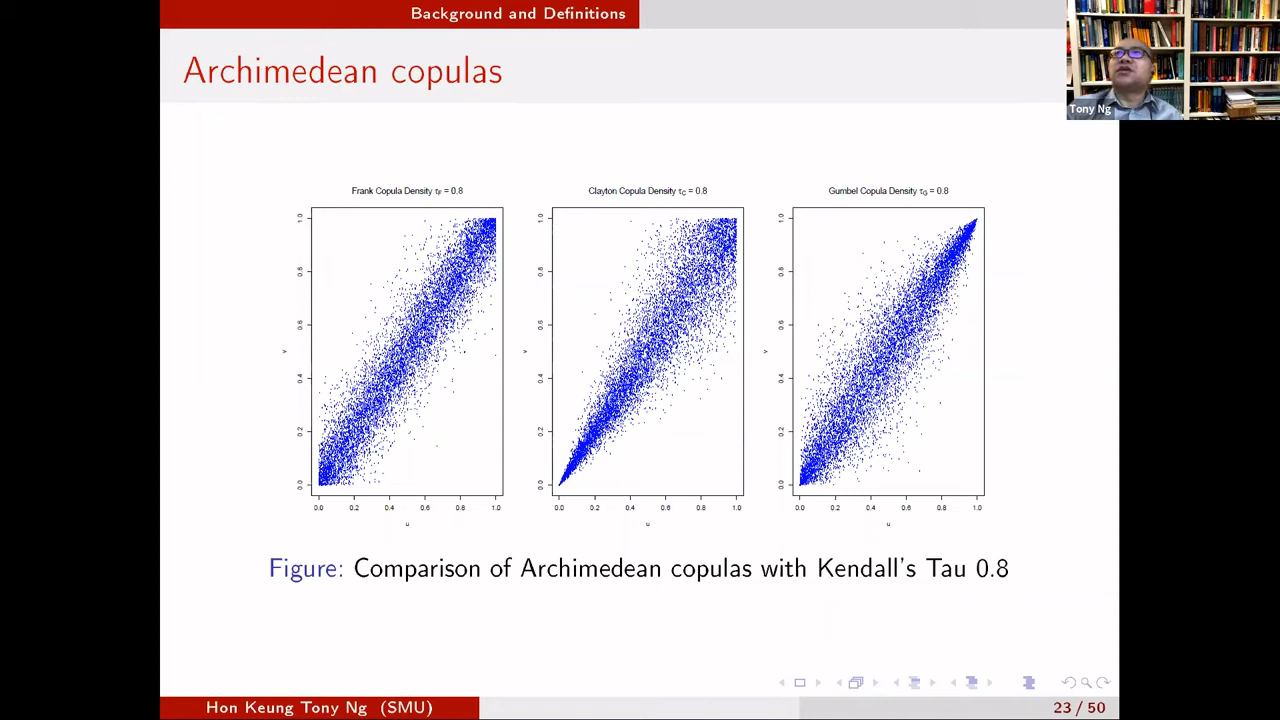 Background and Definitions
Archimedean copulas
Tony Ng
Frank Copula Density τF = 0.8
Clayton Copula Density τC = 0.8
Gumbel Copula Density τG = 0.8
1.0
0.8
0.6
0.4
0.2
0.0
v
0.0 0.2 0.4 0.6 0.8 1.0
u
1.0
0.8
0.6
0.4
0.2
0.0
v
0.0 0.2 0.4 0.6 0.8 1.0
u
1.0
0.8
0.6
0.4
0.2
0.0
v
0.0 0.2 0.4 0.6 0.8 1.0
u
Figure: Comparison of Archimedean copulas with Kendall's Tau 0.8
Hon Keung Tony Ng (SMU)
23 / 50